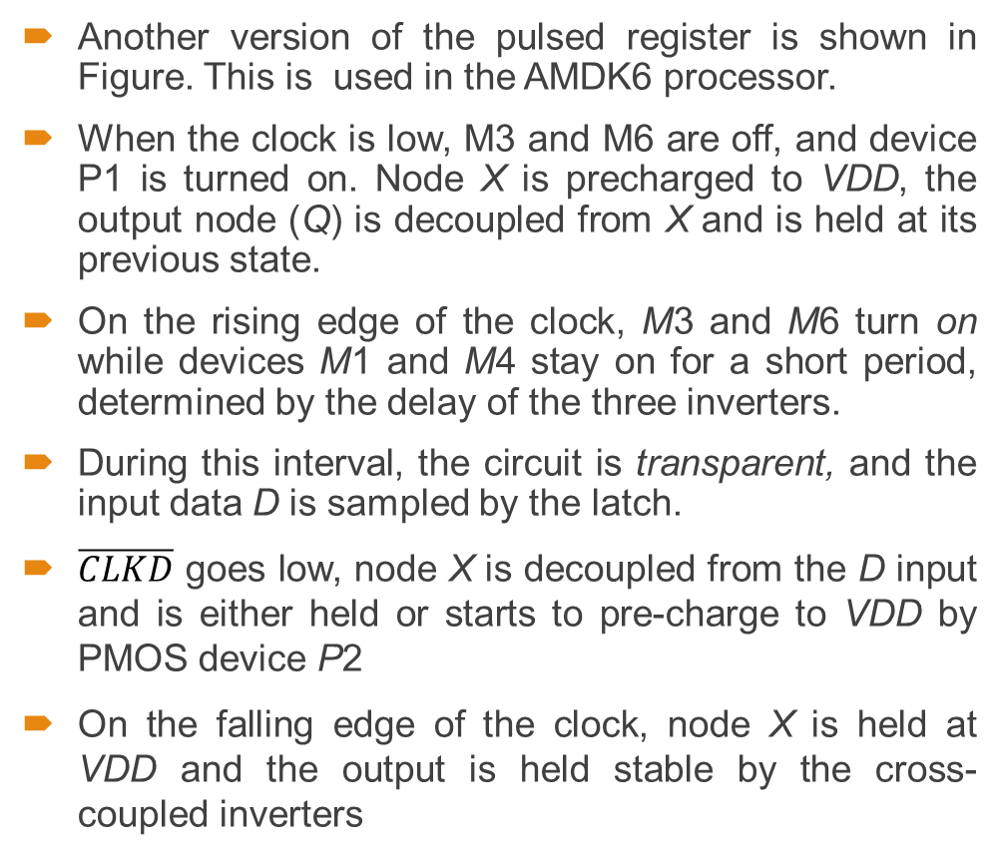 Another version of the pulsed register is shown in
Figure. This is  used in the AMDK6 processor.
When the clock is low, M3 and M6 are off, and device
P1 is turned on. Node X is precharged to VDD, the
output node (Q) is decoupled from X and is held at its
previous state.
On the rising edge of the clock, M3 and M6 turn on
while devices M1 and M4 stay on for a short period,
determined by the delay of the three inverters.
During this interval, the circuit is transparent, and the
input data D is sampled by the latch.
C̅L̅K̅D̅ goes low, node X is decoupled from the D input
and is either held or starts to pre-charge to VDD by
PMOS device P2
On the falling edge of the clock, node X is held at
VDD and the output is held stable by the cross-
coupled inverters